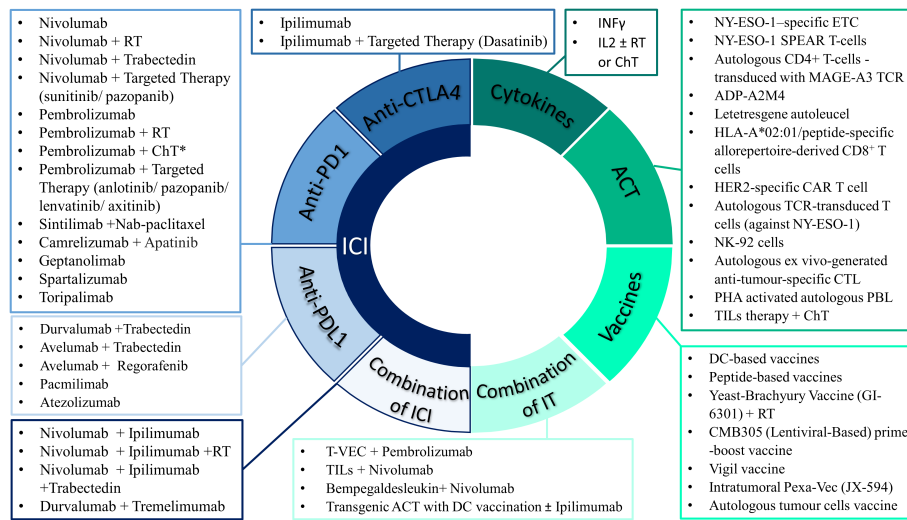 Nivolumab
Nivolumab + RT
Nivolumab + Trabectedin
Nivolumab + Targeted Therapy
(sunitinib/ pazopanib)
Pembrolizumab
Pembrolizumab + RT
Pembrolizumab + ChT*
Pembrolizumab + Targeted
Therapy (anlotinib/ pazopanib/
lenvatinib/ axitinib)
Sintilimab +Nab-paclitaxel
Camrelizumab + Apatinib
Geptanolimab
Spartalizumab
Toripalimab
Ipilimumab
Ipilimumab + Targeted Therapy (Dasatinib)
INFγ
IL2 ± RT
or ChT
NY-ESO-1–specific ETC
NY-ESO-1 SPEAR T-cells
Autologous CD4+ T-cells -
transduced with MAGE-A3 TCR
ADP-A2M4
Letetresgene autoleucel
HLA-A*02:01/peptide-specific
allorepertoire-derived CD8⁺ T
cells
HER2-specific CAR T cell
Autologous TCR-transduced T
cells (against NY-ESO-1)
NK-92 cells
Autologous ex vivo-generated
anti-tumour-specific CTL
PHA activated autologous PBL
TILs therapy + ChT
Anti-CTLA4
Cytokines
Anti-PD1
ACT
ICI
Anti-PDL1
Vaccines
Combination
of ICI
Combination
of IT
Durvalumab +Trabectedin
Avelumab + Trabectedin
Avelumab + Regorafenib
Pacmilimab
Atezolizumab
Nivolumab + Ipilimumab
Nivolumab + Ipilimumab +RT
Nivolumab + Ipilimumab
+Trabectedin
Durvalumab + Tremelimumab
T-VEC + Pembrolizumab
TILs + Nivolumab
Bempegaldesleukin+ Nivolumab
Transgenic ACT with DC vaccination ± Ipilimumab
DC-based vaccines
Peptide-based vaccines
Yeast-Brachyury Vaccine (GI-
6301) + RT
CMB305 (Lentiviral-Based) prime
-boost vaccine
Vigil vaccine
Intratumoral Pexa-Vec (JX-594)
Autologous tumour cells vaccine